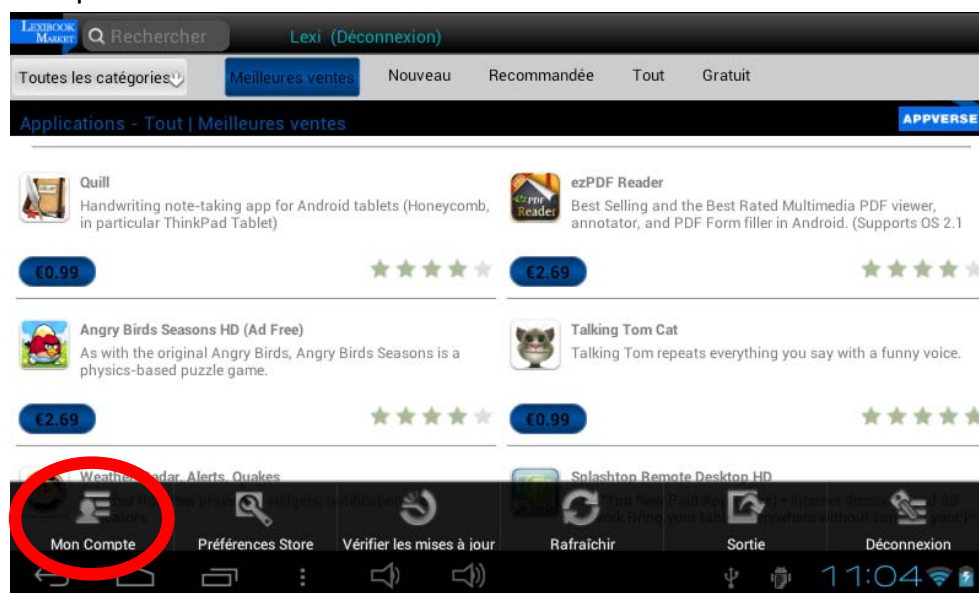 LEXIBOOK
MARKET
Rechercher
Lexi (Déconnexion)
Toutes les catégories
Meilleures ventes
Nouveau
Recommandée
Tout
Gratuit
Applications - Tout | Meilleures ventes
APPVERSE
Quill
Handwriting note-taking app for Android tablets (Honeycomb,
in particular ThinkPad Tablet)
€0.99
ezPDF Reader
Best Selling and the Best Rated Multimedia PDF viewer,
annotator, and PDF Form filler in Android. (Supports OS 2.1
€2.69
Angry Birds Seasons HD (Ad Free)
As with the original Angry Birds, Angry Birds Seasons is a
physics-based puzzle game.
€2.69
Talking Tom Cat
Talking Tom repeats everything you say with a funny voice.
€0.99
Weather Radar, Alerts, Quakes
Splashtop Remote Desktop HD
Mon Compte
Préférences Store
Vérifier les mises à jour
Rafraîchir
Sortie
Déconnexion
11:04